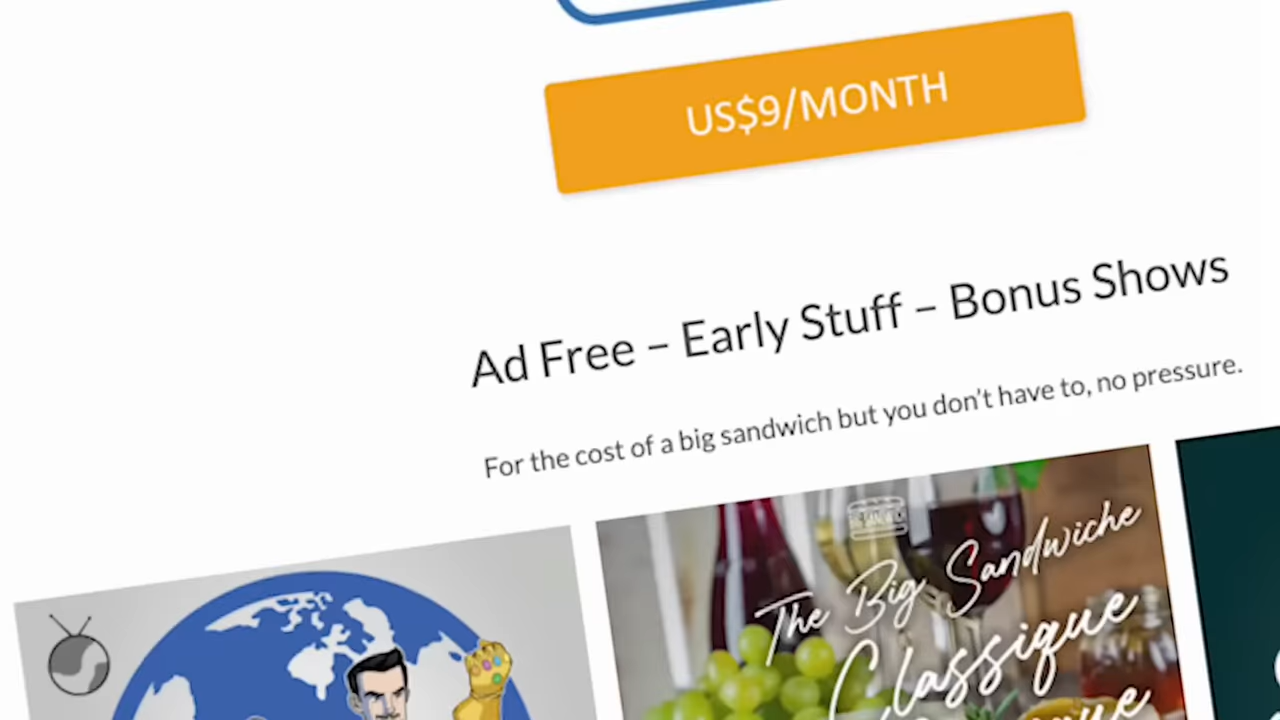 US$9/MONTH
Ad Free – Early Stuff – Bonus Shows
For the cost of a big sandwich but you don't have to, no pressure.
The Big Sandwiche
Classique